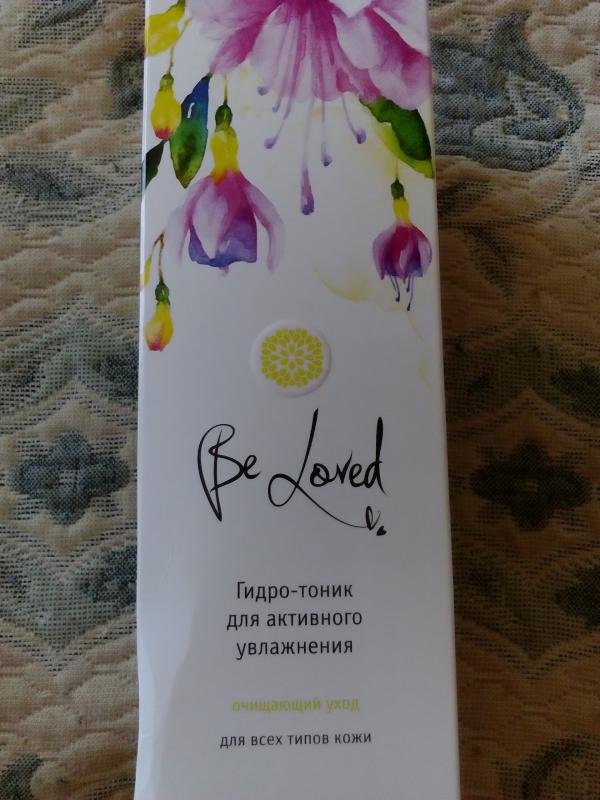 Be Loved
Гидро-тоник
для активного
увлажнения
очищающий уход
для всех типов кожи